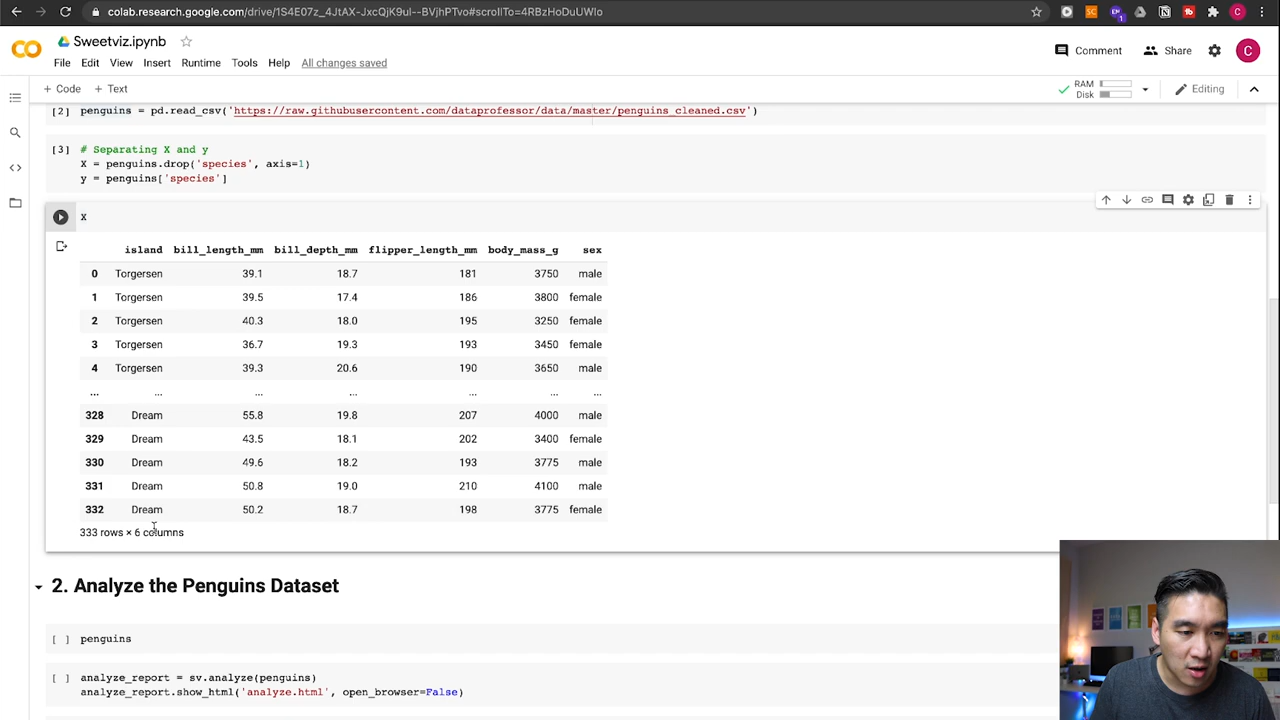 colab.research.google.com/drive/1S4E07z_4JtAX-JxcQjK9ul--BVjhPTvo#scrollTo=4RBzHoDuUWlo
Sweetviz.ipynb
Comment
Share
C
File Edit View Insert Runtime Tools Help All changes saved
+ Code + Text
RAM
Disk
Editing
[2] penguins = pd.read_csv('https://raw.githubusercontent.com/dataprofessor/data/master/penguins_cleaned.csv')
[3] # Separating X and y
X = penguins.drop('species', axis=1)
y = penguins['species']
X
island bill_length_mm bill_depth_mm flipper_length_mm body_mass_g sex
0 Torgersen 39.1 18.7 181 3750 male
1 Torgersen 39.5 17.4 186 3800 female
2 Torgersen 40.3 18.0 195 3250 female
3 Torgersen 36.7 19.3 193 3450 female
4 Torgersen 39.3 20.6 190 3650 male
... ... ... ... ... ... ...
328 Dream 55.8 19.8 207 4000 male
329 Dream 43.5 18.1 202 3400 female
330 Dream 49.6 18.2 193 3775 male
331 Dream 50.8 19.0 210 4100 male
332 Dream 50.2 18.7 198 3775 female
333 rows × 6 columns
2. Analyze the Penguins Dataset
[ ] penguins
[ ] analyze_report = sv.analyze(penguins)
analyze_report.show_html('analyze.html', open_browser=False)